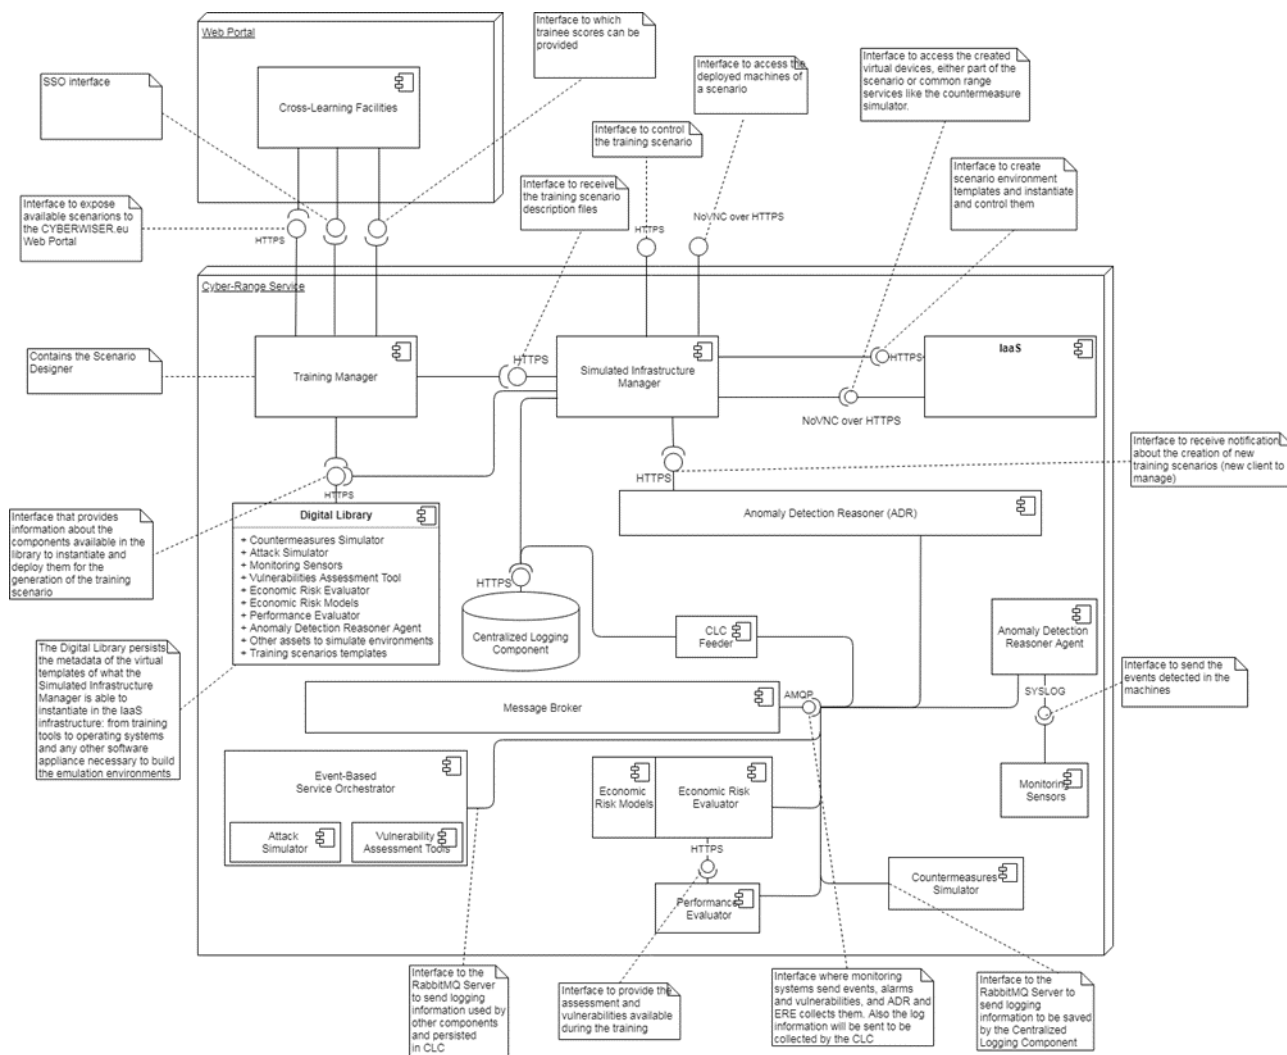 Web Portal
Interface to which
trainee scores can be
provided
SSO interface
Cross-Learning Facilities
Interface to access the
deployed machines of
a scenario
Interface to access the created
virtual devices, either part of the
scenario or common range
services like the countermeasure
simulator.
Interface to control
the training scenario
Interface to create
scenario environment
templates and instantiate
and control them
Interface to receive
the training scenario
description files
Interface to expose
available scenarions to
the CYBERWISER.eu
Web Portal
HTTPS
HTTPS
NoVNC over HTTPS
Cyber-Range Service
Contains the Scenario
Designer
Training Manager
HTTPS
Simulated Infrastructure
Manager
HTTPS
IaaS
NoVNC over HTTPS
Interface to receive notification
about the creation of new
training scenarios (new client to
manage)
HTTPS
HTTPS
Interface that provides
information about the
components available in the
library to instantiate and
deploy them for the
generation of the training
scenario
Digital Library
+ Countermeasures Simulator
+ Attack Simulator
+ Monitoring Sensors
+ Vulnerabilities Assessment Tool
+ Economic Risk Evaluator
+ Economic Risk Models
+ Performance Evaluator
+ Anomaly Detection Reasoner Agent
+ Other assets to simulate environments
+ Training scenarios templates
Anomaly Detection Reasoner (ADR)
HTTPS
Centralized Logging
Component
CLC
Feeder
Anomaly Detection
Reasoner Agent
The Digital Library persists
the metadata of the virtual
templates of what the
Simulated Infrastructure
Manager is able to
instantiate in the IaaS
infrastructure: from training
tools to operating systems
and any other software
appliance necessary to build
the emulation environments
Interface to send the
events detected in the
machines
SYSLOG
Message Broker
AMQP
Event-Based
Service Orchestrator
Attack
Simulator
Vulnerability
Assessment Tools
Economic
Risk Models
Economic Risk
Evaluator
Monitoring
Sensors
HTTPS
Performance
Evaluator
Countermeasures
Simulator
Interface to the
RabbitMQ Server
to send logging
information used by
other components
and persisted
in CLC
Interface to provide the
assessment and
vulnerabilities available
during the training
Interface where monitoring
systems send events, alarms
and vulnerabilities, and ADR and
ERE collects them. Also the log
information will be sent to be
collected by the CLC
Interface to the
RabbitMQ Server to
send logging
information to be saved
by the Centralized
Logging Component